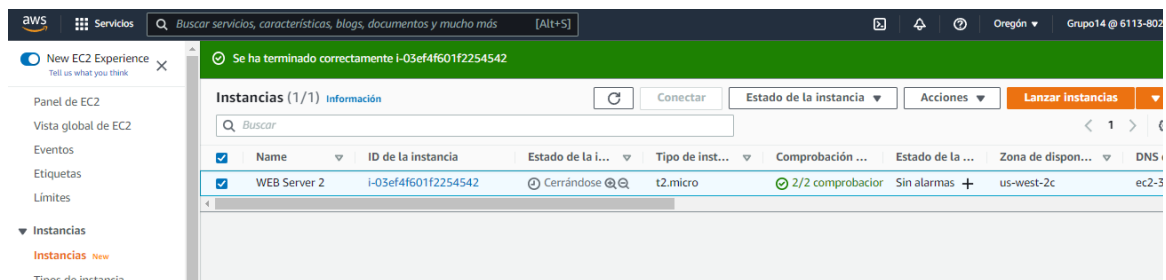 aws Servicios Buscar servicios, características, blogs, documentos y mucho más [Alt+S] Oregón Grupo14 @ 6113-802
New EC2 Experience
Tell us what you think
Se ha terminado correctamente i-03ef4f601f2254542
Panel de EC2
Vista global de EC2
Eventos
Etiquetas
Límites
Instancias
Instancias New
Tipos de instancia
Instancias (1/1) Información Conectar Estado de la instancia Acciones Lanzar instancias
Buscar 1
Name ID de la instancia Estado de la i... Tipo de inst... Comprobación ... Estado de la ... Zona de dispon... DNS
WEB Server 2 i-03ef4f601f2254542 Cerrándose t2.micro 2/2 comprobacior Sin alarmas us-west-2c ec2-3